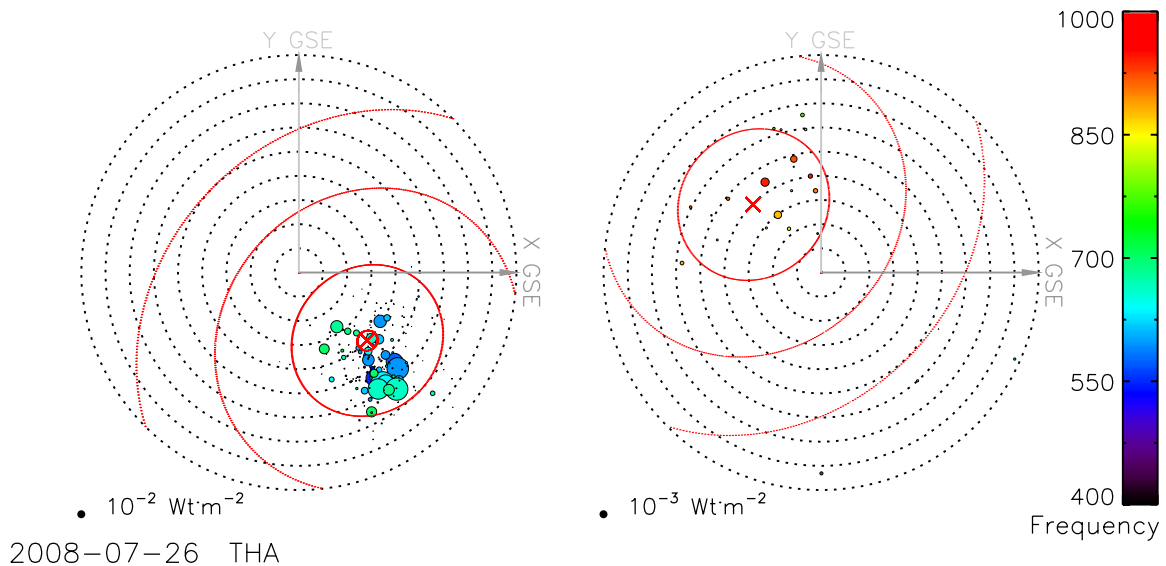 Y GSE
X GSE
10⁻² Wt·m⁻²
Y GSE
X GSE
10⁻³ Wt·m⁻²
1000
850
700
550
400
Frequency
2008-07-26 THA